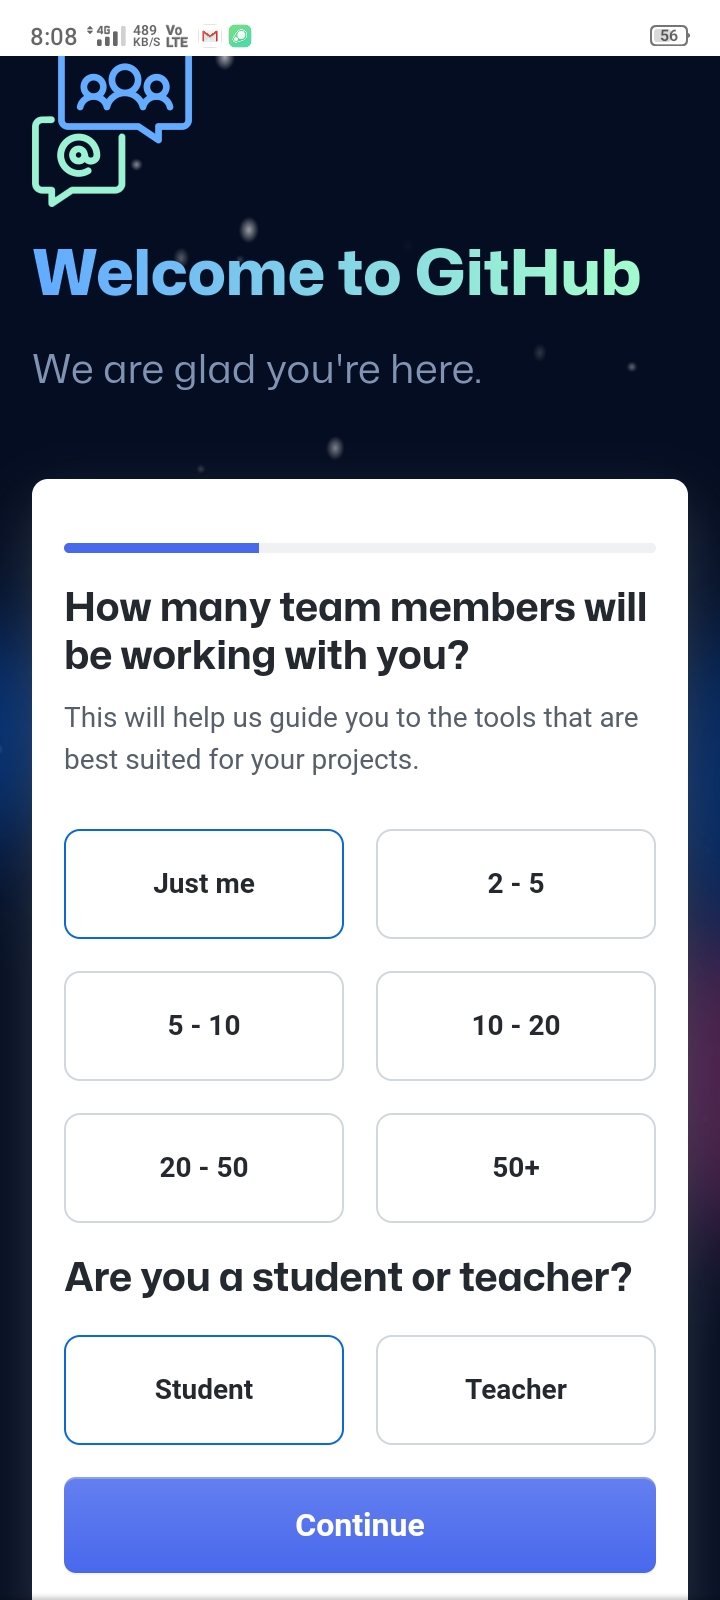 8:08 4G 489 KB/S Vo LTE 56
@
Welcome to GitHub
We are glad you're here.
How many team members will
be working with you?
This will help us guide you to the tools that are
best suited for your projects.
Just me
2 - 5
5 - 10
10 - 20
20 - 50
50+
Are you a student or teacher?
Student
Teacher
Continue